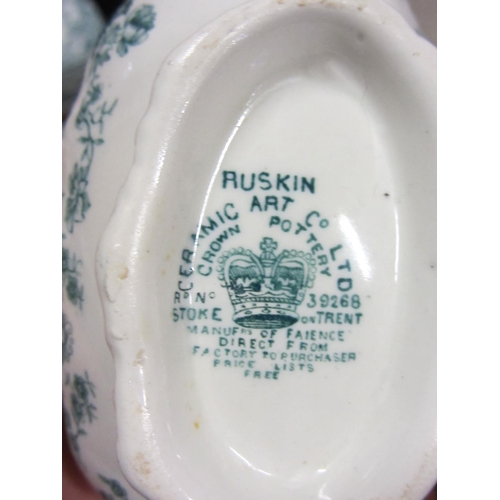 RUSKIN
CERAMIC ART Co LTD
CROWN POTTERY
Rd No 39268
STOKE on TRENT
MANUFrs OF FAIENCE
DIRECT FROM
FACTORY TO PURCHASER
PRICE LISTS
FREE